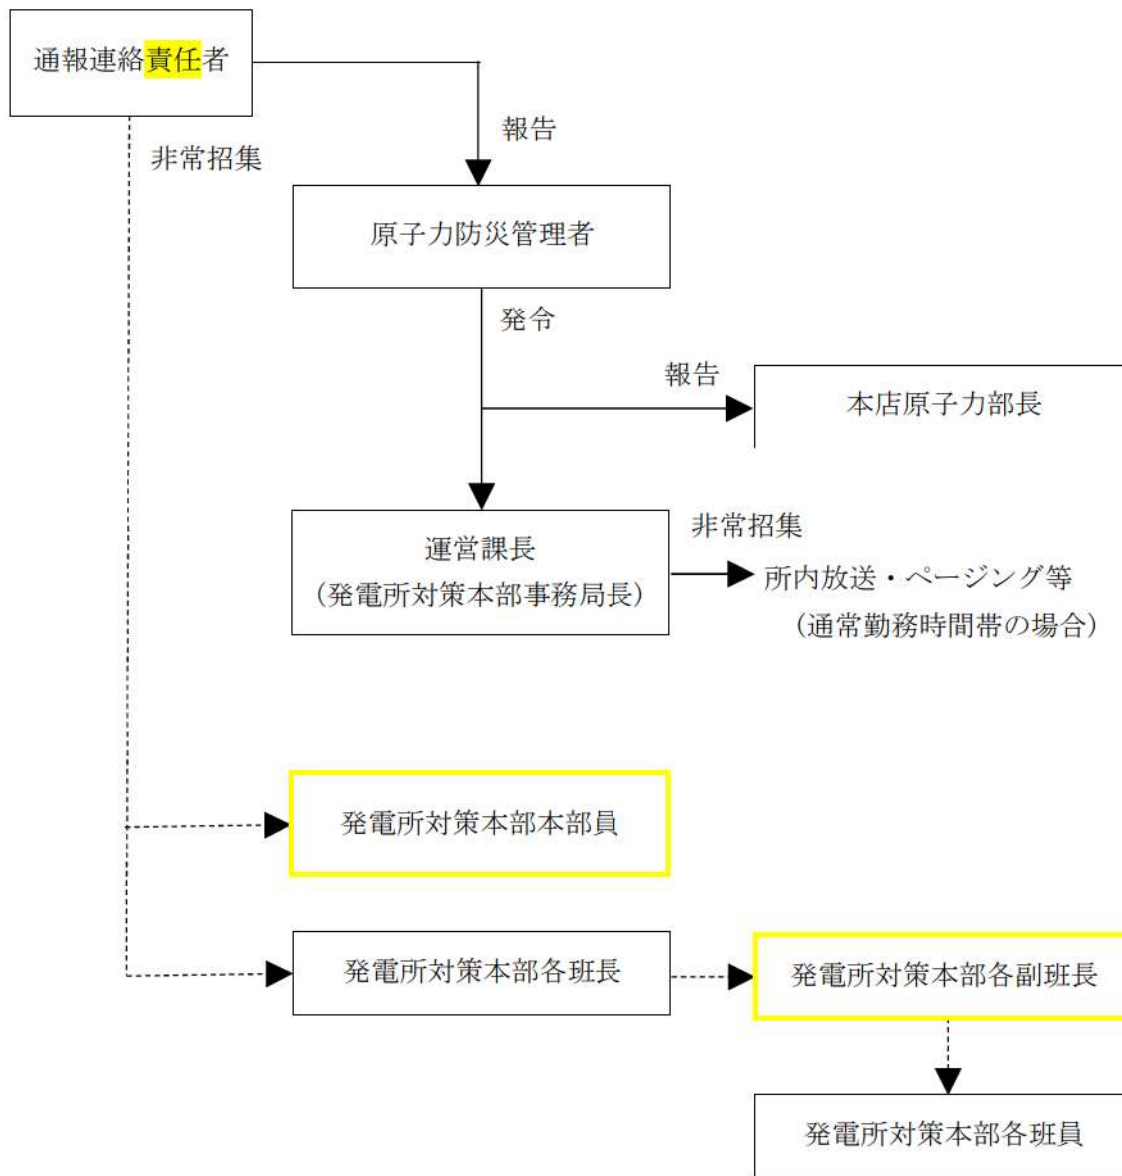 通報連絡責任者
報告
非常招集
原子力防災管理者
発令
報告
本店原子力部長
運営課長
（発電所対策本部事務局長）
非常招集
所内放送・ページング等
（通常勤務時間帯の場合）
発電所対策本部本部員
発電所対策本部各班長
発電所対策本部各副班長
発電所対策本部各班員